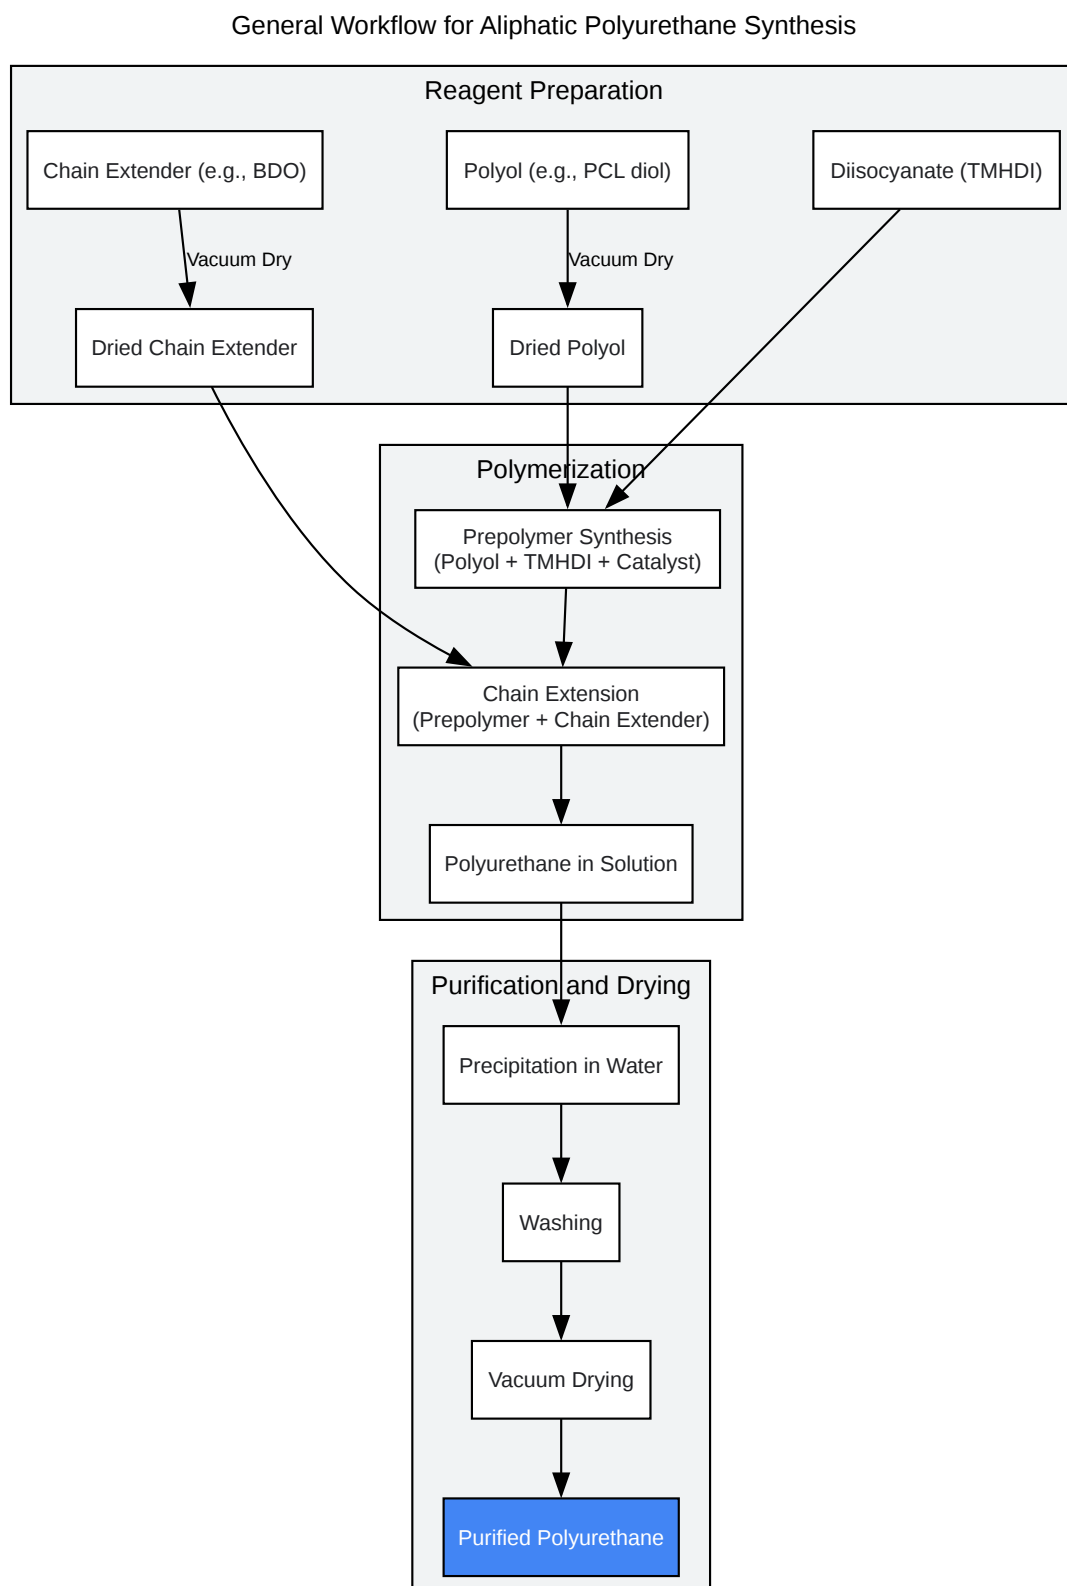 General Workflow for Aliphatic Polyurethane Synthesis
Reagent Preparation
Chain Extender (e.g., BDO)
Polyol (e.g., PCL diol)
Diisocyanate (TMHDI)
Vacuum Dry
Vacuum Dry
Dried Chain Extender
Dried Polyol
Polymerization
Prepolymer Synthesis
(Polyol + TMHDI + Catalyst)
Chain Extension
(Prepolymer + Chain Extender)
Polyurethane in Solution
Purification and Drying
Precipitation in Water
Washing
Vacuum Drying
Purified Polyurethane